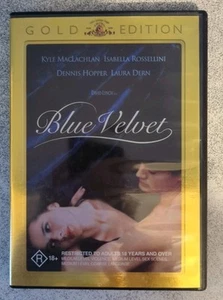 GOLD EDITION
KYLE MACLACHLAN ISABELLA ROSSELLINI
DENNIS HOPPER LAURA DERN
Blue Velvet
R 18+
RESTRICTED TO ADULTS 18 YEARS AND OVER